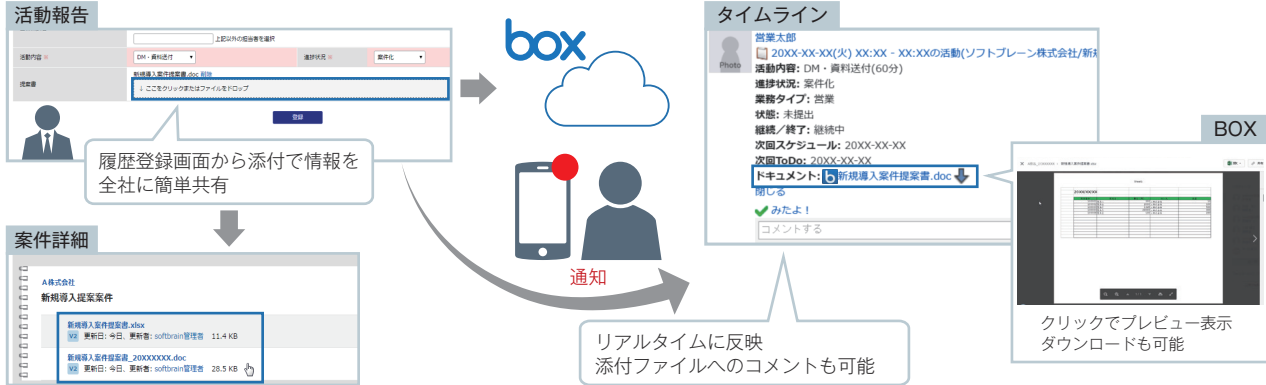 活動報告
上記以外の担当者を選択
活動内容 ※
DM・資料送付
進捗状況 ※
案件化
提案書
新規導入案件提案書.doc 削除
↓ ここをクリックまたはファイルをドロップ
登録
履歴登録画面から添付で情報を
全社に簡単共有
案件詳細
A株式会社
新規導入提案案件
新規導入案件提案書.xlsx
V2 更新日: 今日、更新者: softbrain管理者 11.4 KB
新規導入案件提案書_20XXXXXX.doc
V2 更新日: 今日、更新者: softbrain管理者 28.5 KB
box
通知
タイムライン
Photo
営業太郎
20XX-XX-XX(火) XX:XX - XX:XXの活動(ソフトブレーン株式会社/新規
活動内容: DM・資料送付(60分)
進捗状況: 案件化
業務タイプ: 営業
状態: 未提出
継続／終了: 継続中
次回スケジュール: 20XX-XX-XX
次回ToDo: 20XX-XX-XX
ドキュメント: b 新規導入案件提案書.doc
閉じる
みたよ！
コメントする
リアルタイムに反映
添付ファイルへのコメントも可能
BOX
クリックでプレビュー表示
ダウンロードも可能